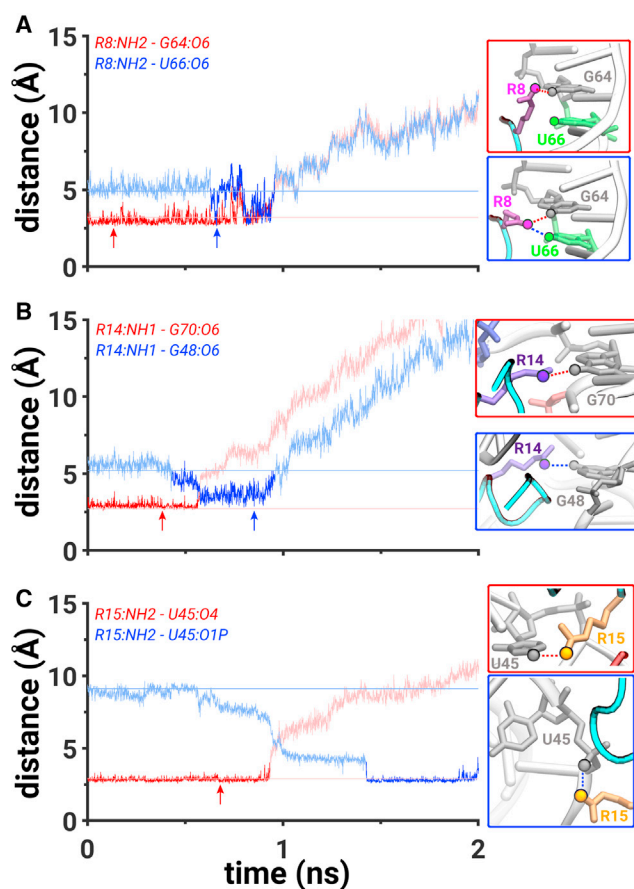 A
R8:NH2 - G64:O6
R8:NH2 - U66:O6
distance (Å)
15
10
5
0
G64
R8
U66
G64
R8
U66
B
R14:NH1 - G70:O6
R14:NH1 - G48:O6
distance (Å)
15
10
5
0
R14
G70
R14
G48
C
R15:NH2 - U45:O4
R15:NH2 - U45:O1P
distance (Å)
15
10
5
0
0
1
2
time (ns)
U45
R15
U45
R15